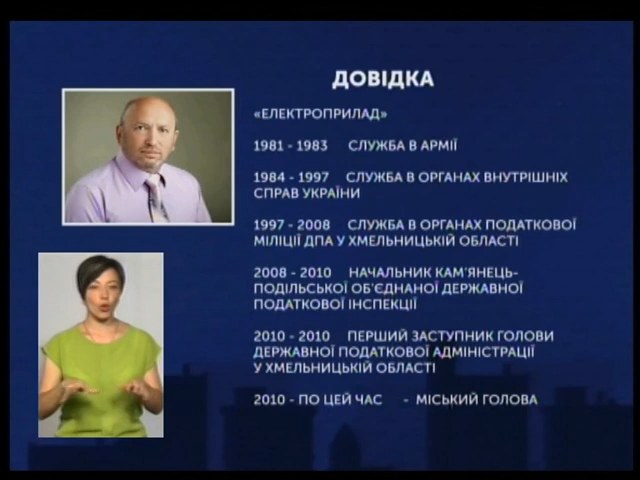 ДОВІДКА
«ЕЛЕКТРОПРИЛАД»
1981 - 1983 СЛУЖБА В АРМІЇ
1984 - 1997 СЛУЖБА В ОРГАНАХ ВНУТРІШНІХ
СПРАВ УКРАЇНИ
1997 - 2008 СЛУЖБА В ОРГАНАХ ПОДАТКОВОЇ
МІЛІЦІЇ ДПА У ХМЕЛЬНИЦЬКІЙ ОБЛАСТІ
2008 - 2010 НАЧАЛЬНИК КАМ'ЯНЕЦЬ-
ПОДІЛЬСЬКОЇ ОБ'ЄДНАНОЇ ДЕРЖАВНОЇ
ПОДАТКОВОЇ ІНСПЕКЦІЇ
2010 - 2010 ПЕРШИЙ ЗАСТУПНИК ГОЛОВИ
ДЕРЖАВНОЇ ПОДАТКОВОЇ АДМІНІСТРАЦІЇ
У ХМЕЛЬНИЦЬКІЙ ОБЛАСТІ
2010 - ПО ЦЕЙ ЧАС - МІСЬКИЙ ГОЛОВА